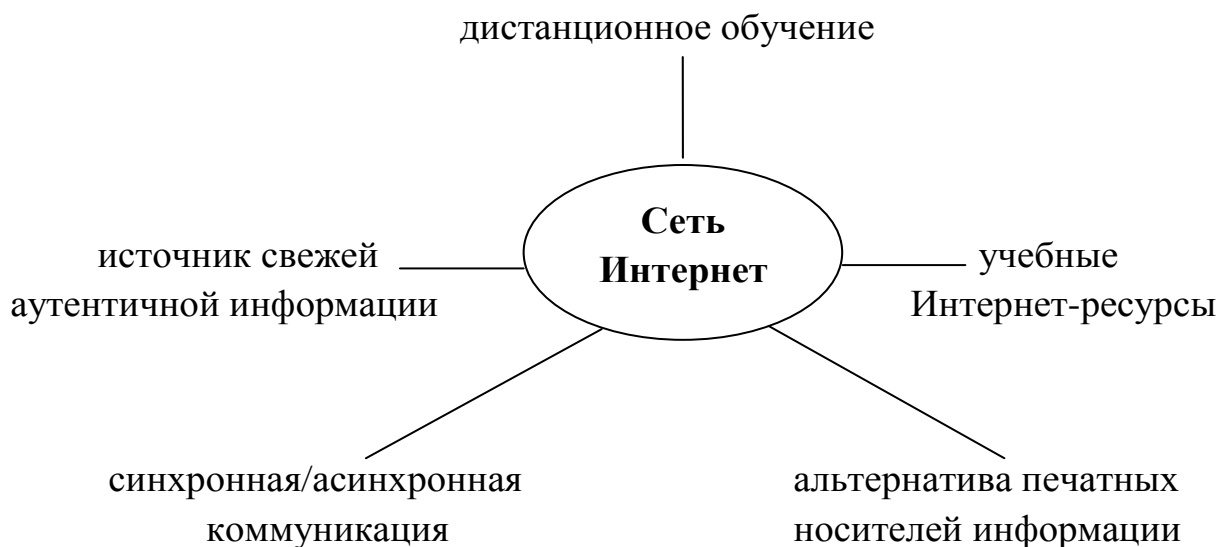 дистанционное обучение
Сеть
Интернет
источник свежей
аутентичной информации
учебные
Интернет-ресурсы
синхронная/асинхронная
коммуникация
альтернатива печатных
носителей информации